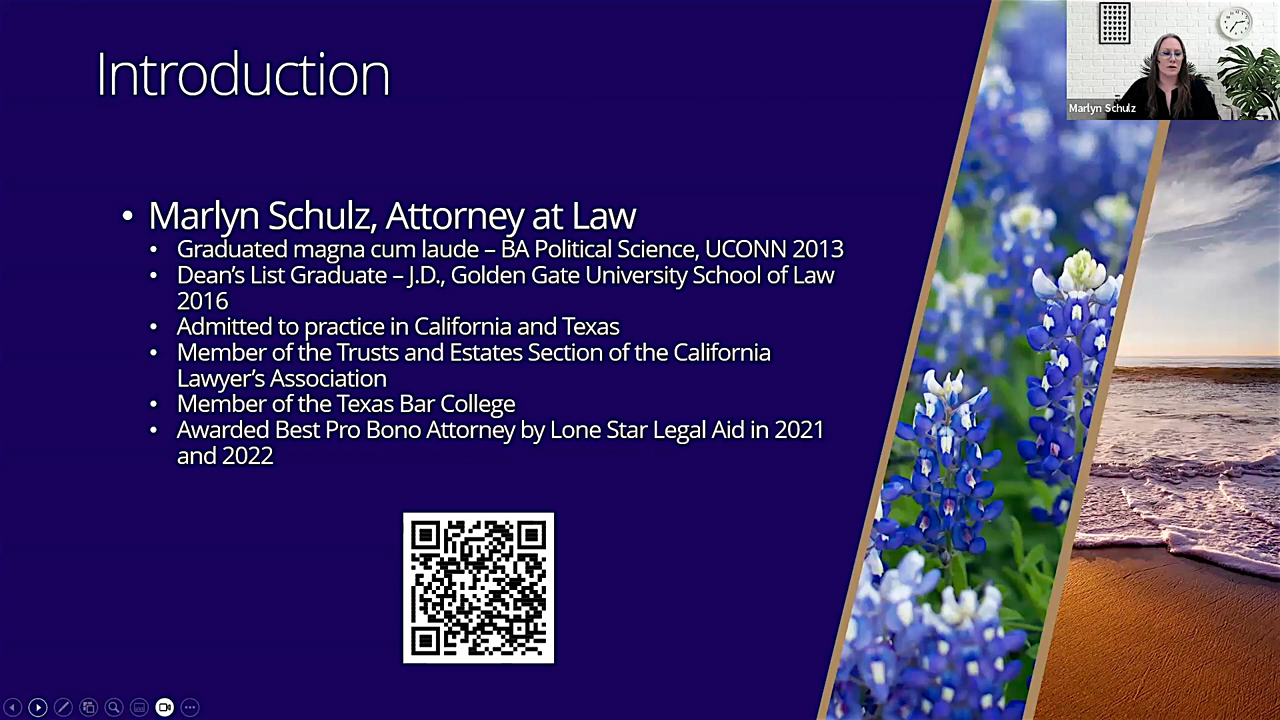 Introduction
Marlyn Schulz
• Marlyn Schulz, Attorney at Law
• Graduated magna cum laude – BA Political Science, UCONN 2013
• Dean’s List Graduate – J.D., Golden Gate University School of Law
2016
• Admitted to practice in California and Texas
• Member of the Trusts and Estates Section of the California
Lawyer’s Association
• Member of the Texas Bar College
• Awarded Best Pro Bono Attorney by Lone Star Legal Aid in 2021
and 2022